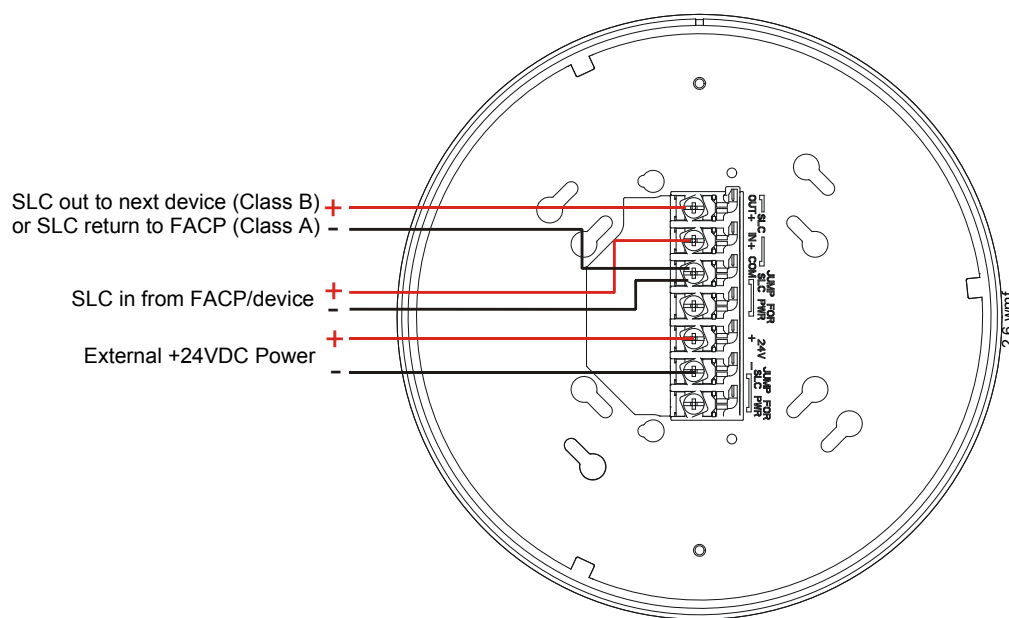 SLC out to next device (Class B)
or SLC return to FACP (Class A)
+
-
SLC in from FACP/device
+
-
External +24VDC Power
+
-
SLC
OUT+ IN+ COM
JUMP FOR
SLC PWR
24V
+ -
JUMP FOR
SLC PWR